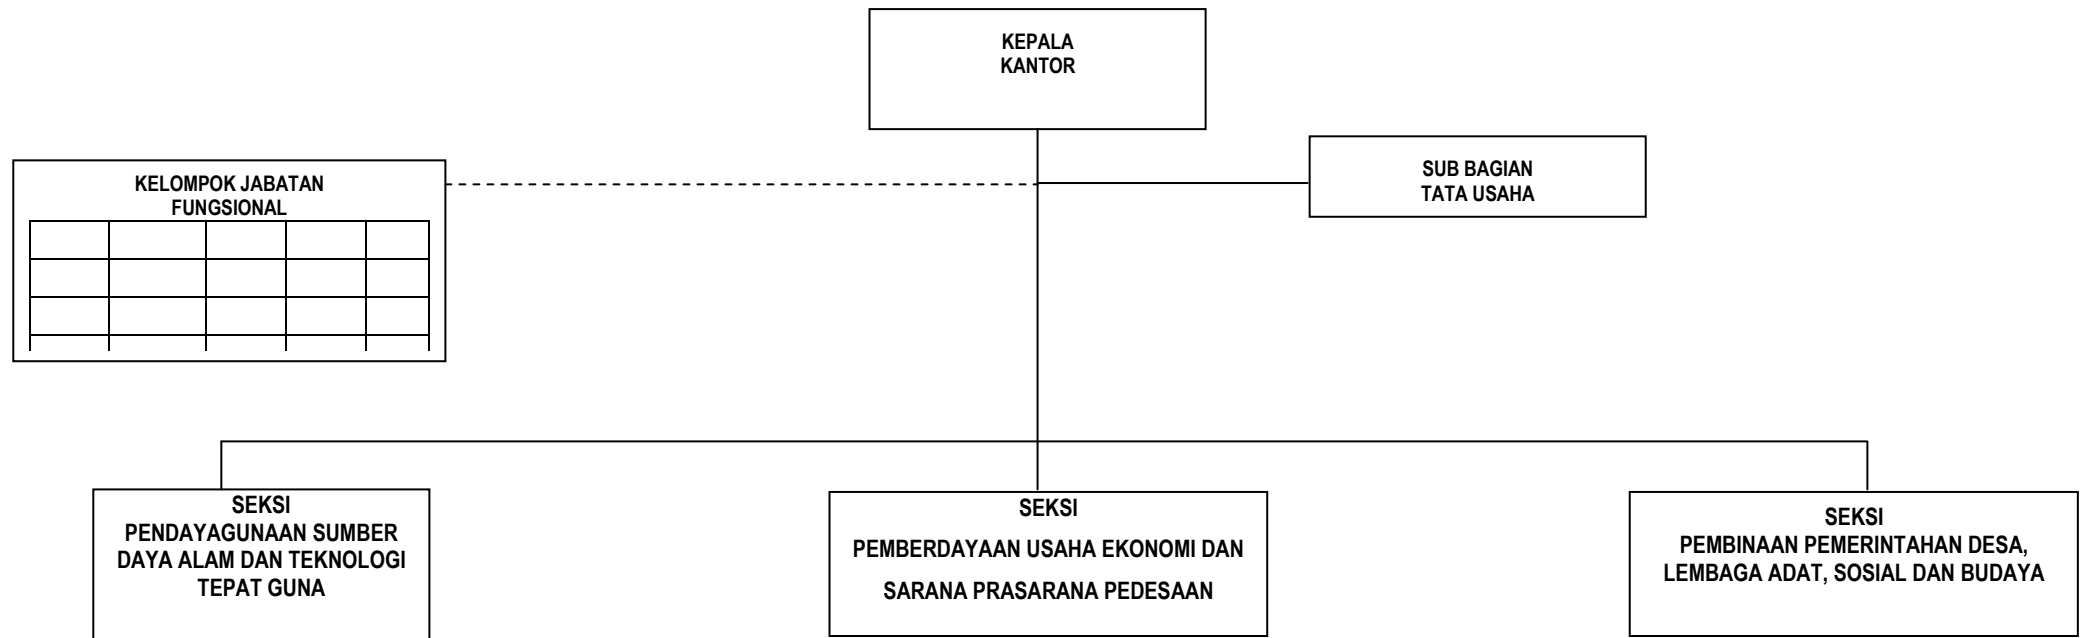 KEPALA
KANTOR
SUB BAGIAN
TATA USAHA
KELOMPOK JABATAN
FUNGSIONAL
SEKSI
PENDAYAGUNAAN SUMBER
DAYA ALAM DAN TEKNOLOGI
TEPAT GUNA
SEKSI
PEMBERDAYAAN USAHA EKONOMI DAN
SARANA PRASARANA PEDESAAN
SEKSI
PEMBINAAN PEMERINTAHAN DESA,
LEMBAGA ADAT, SOSIAL DAN BUDAYA